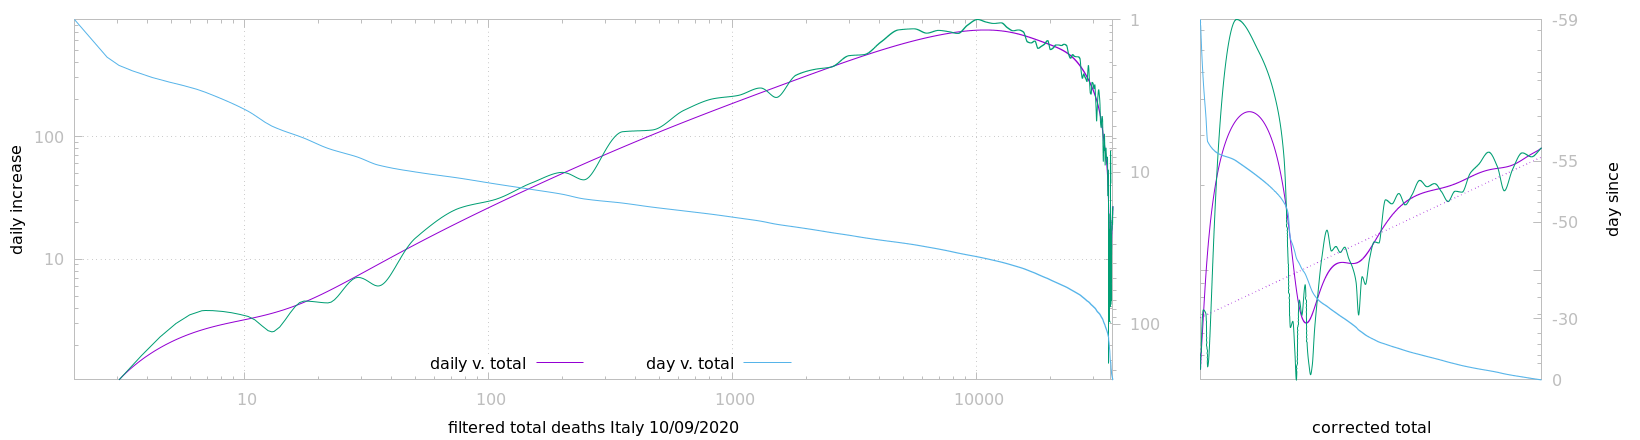 daily increase
100
10
daily v. total
day v. total
10
100
1000
10000
filtered total deaths Italy 10/09/2020
1
10
100
-59
-55
-50
-30
0
day since
corrected total